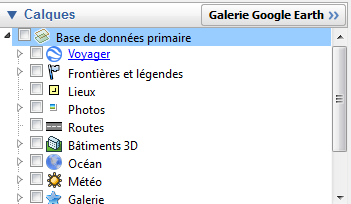 Calques
Galerie Google Earth »
Base de données primaire
Voyager
Frontières et légendes
Lieux
Photos
Routes
Bâtiments 3D
Océan
Météo
Galerie